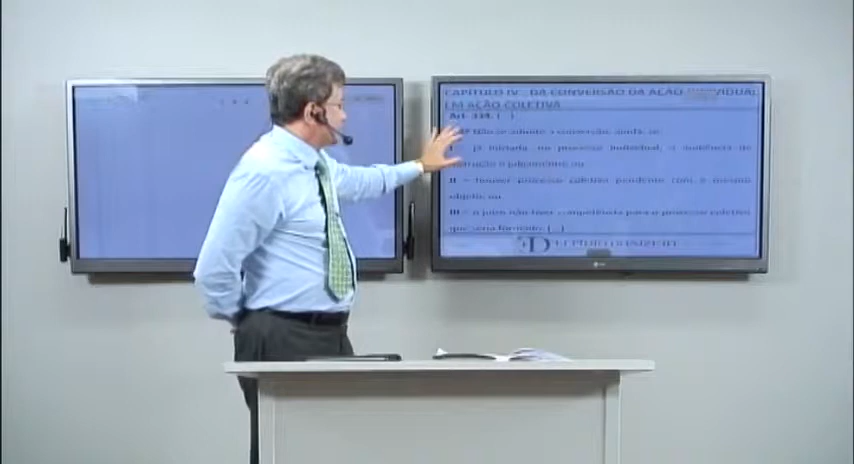 CAPÍTULO IV - DA CONVERSÃO DA AÇÃO INDIVIDUAL
EM AÇÃO COLETIVA
Art. 334. (...)
Não se admite a conversão, ainda, se:
I - já iniciada, no processo individual, a audiência de
instrução e julgamento; ou
II - houver processo coletivo pendente com o mesmo
objeto; ou
III - o juízo não tiver competência para o processo coletivo
que seria formado. (...)
LG